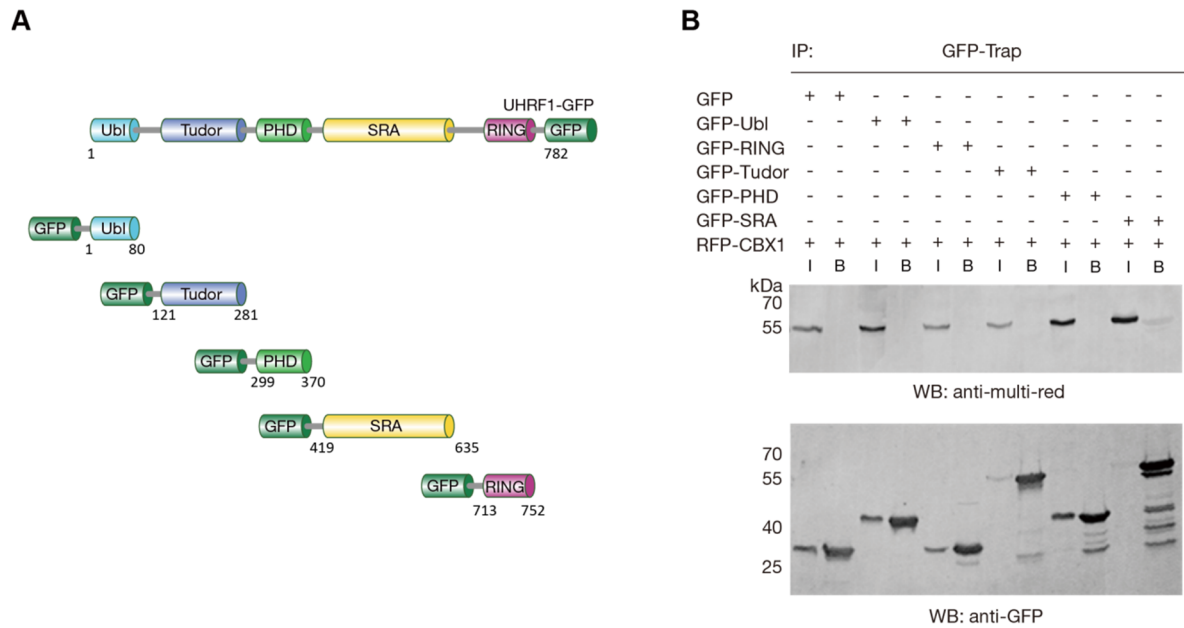 A
UHRF1-GFP
Ubl Tudor PHD SRA RING GFP
1 782
GFP Ubl
1 80
GFP Tudor
121 281
GFP PHD
299 370
GFP SRA
419 635
GFP RING
713 752
B
IP: GFP-Trap
GFP + + - - - - - - - - - -
GFP-Ubl - - + + - - - - - - - -
GFP-RING - - - - + + - - - - - -
GFP-Tudor - - - - - - + + - - - -
GFP-PHD - - - - - - - - + + - -
GFP-SRA - - - - - - - - - - + +
RFP-CBX1 + + + + + + + + + + + +
I B I B I B I B I B I B
kDa
70
55
WB: anti-multi-red
70
55
40
25
WB: anti-GFP